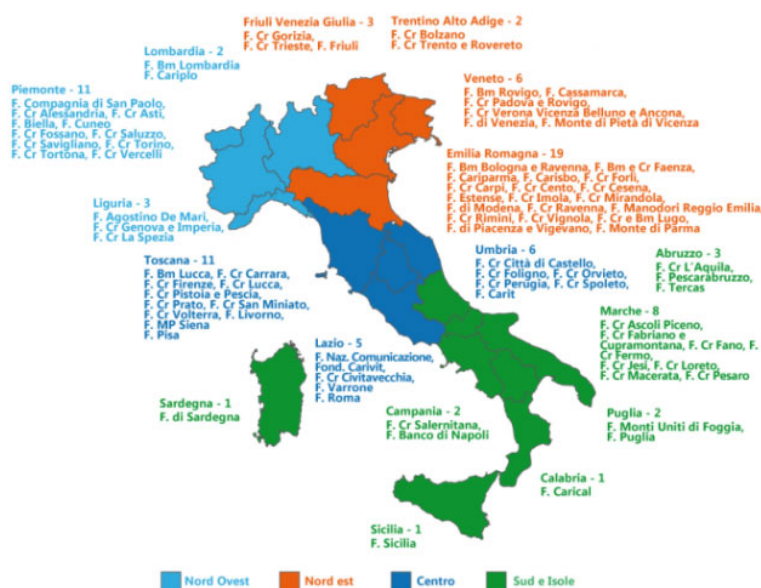 Friuli Venezia Giulia - 3
F. Cr Gorizia,
F. Cr Trieste, F. Friuli
Trentino Alto Adige - 2
F. Cr Bolzano
F. Cr Trento e Rovereto
Lombardia - 2
F. Bm Lombardia
F. Cariplo
Piemonte - 11
F. Compagnia di San Paolo,
F. Cr Alessandria, F. Cr Asti,
F. Biella, F. Cuneo
F. Cr Fossano, F. Cr Saluzzo,
F. Cr Savigliano, F. Cr Torino,
F. Cr Tortona, F. Cr Vercelli
Veneto - 6
F. Bm Rovigo, F. Cassamarca,
F. Cr Padova e Rovigo,
F. Cr Verona Vicenza Belluno e Ancona,
F. di Venezia, F. Monte di Pietà di Vicenza
Emilia Romagna - 19
F. Bm Bologna e Ravenna, F. Bm e Cr Faenza,
F. Cariparma, F. Carisbo, F. Cr Forlì,
F. Cr Carpi, F. Cr Cento, F. Cr Cesena,
F. Estense, F. Cr Imola, F. Cr Mirandola,
F. di Modena, F. Cr Ravenna, F. Manodori Reggio Emilia,
F. Cr Rimini, F. Cr Vignola, F. Cr e Bm Lugo,
F. di Piacenza e Vigevano, F. Monte di Parma
Liguria - 3
F. Agostino De Mari,
F. Cr Genova e Imperia,
F. Cr La Spezia
Toscana - 11
F. Bm Lucca, F. Cr Carrara,
F. Cr Firenze, F. Cr Lucca,
F. Cr Pistoia e Pescia,
F. Cr Prato, F. Cr San Miniato,
F. Cr Volterra, F. Livorno,
F. MP Siena
F. Pisa
Umbria - 6
F. Cr Città di Castello,
F. Cr Foligno, F. Cr Orvieto,
F. Cr Perugia, F. Cr Spoleto,
F. Carit
Abruzzo - 3
F. Cr L'Aquila,
F. Pescarabruzzo,
F. Tercas
Marche - 8
F. Cr Ascoli Piceno,
F. Cr Fabriano e
Cupramontana, F. Cr Fano, F.
Cr Fermo,
F. Cr Jesi, F. Cr Loreto,
F. Cr Macerata, F. Cr Pesaro
Lazio - 5
F. Naz. Comunicazione,
Fond. Carivit,
F. Cr Civitavecchia,
F. Varrone
F. Roma
Sardegna - 1
F. di Sardegna
Campania - 2
F. Cr Salernitana,
F. Banco di Napoli
Puglia - 2
F. Monti Uniti di Foggia,
F. Puglia
Calabria - 1
F. Carical
Sicilia - 1
F. Sicilia
Nord Ovest
Nord est
Centro
Sud e Isole